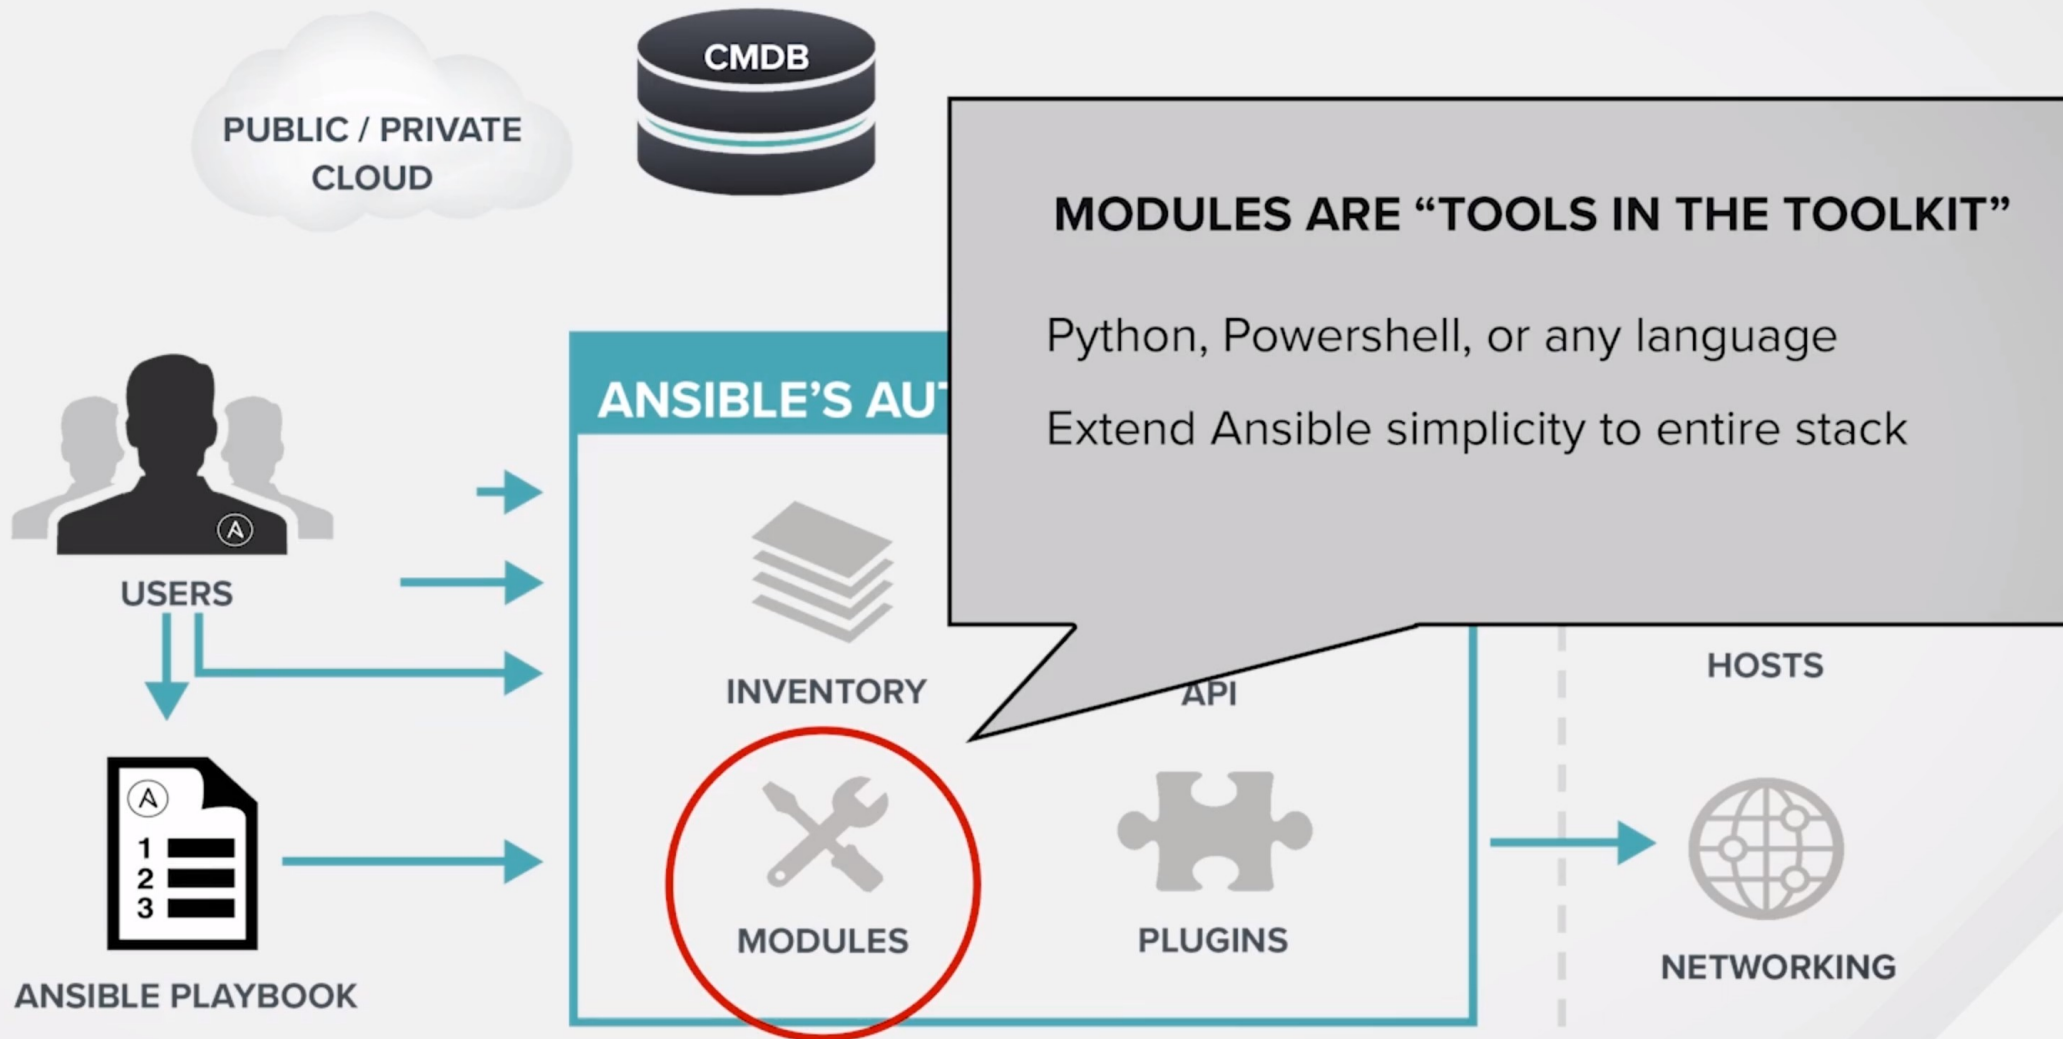 CMDB
PUBLIC / PRIVATE
CLOUD
MODULES ARE “TOOLS IN THE TOOLKIT”
Python, Powershell, or any language
Extend Ansible simplicity to entire stack
ANSIBLE’S AUT
USERS
INVENTORY
API
HOSTS
1
2
3
MODULES
PLUGINS
NETWORKING
ANSIBLE PLAYBOOK